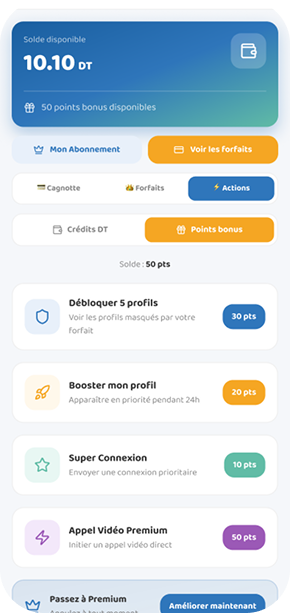 Solde disponible
10.10 DT
50 points bonus disponibles
Mon Abonnement
Voir les forfaits
Cagnotte
Forfaits
Actions
Crédits DT
Points bonus
Solde : 50 pts
Débloquer 5 profils
Voir les profils masqués par votre
forfait
30 pts
Booster mon profil
Apparaître en priorité pendant 24h
20 pts
Super Connexion
Envoyer une connexion prioritaire
10 pts
Appel Vidéo Premium
Initier un appel vidéo direct
50 pts
Passez à Premium
Améliorer maintenant